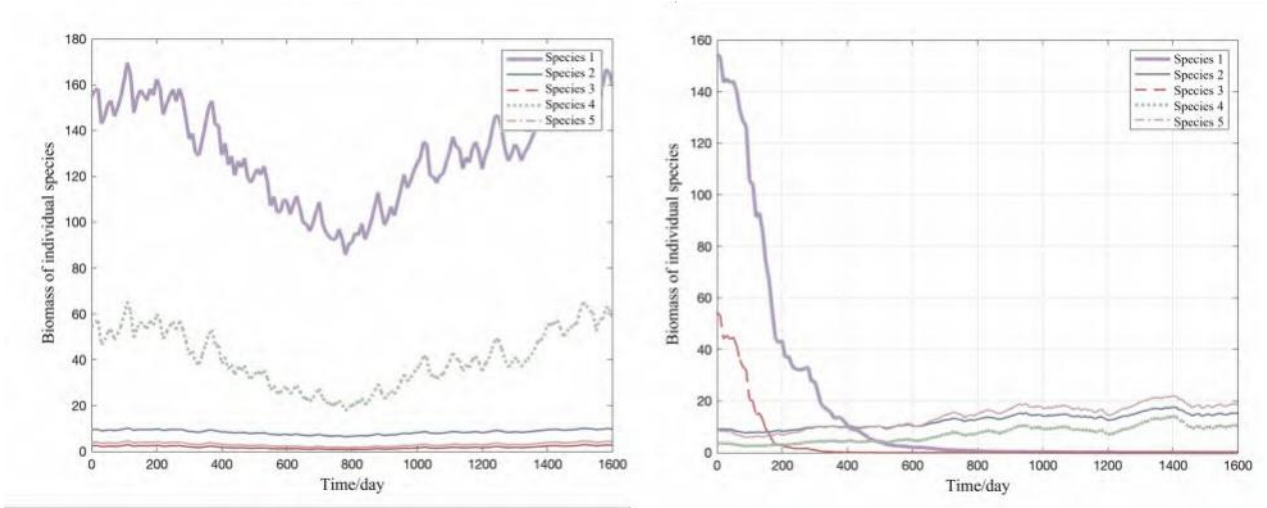 180
160
140
120
100
80
60
40
20
0
Biomass of individual species
0 200 400 600 800 1000 1200 1400 1600
Time/day
Species 1
Species 2
Species 3
Species 4
Species 5
160
140
120
100
80
60
40
20
0
Biomass of individual species
0 200 400 600 800 1000 1200 1400 1600
Time/day
Species 1
Species 2
Species 3
Species 4
Species 5